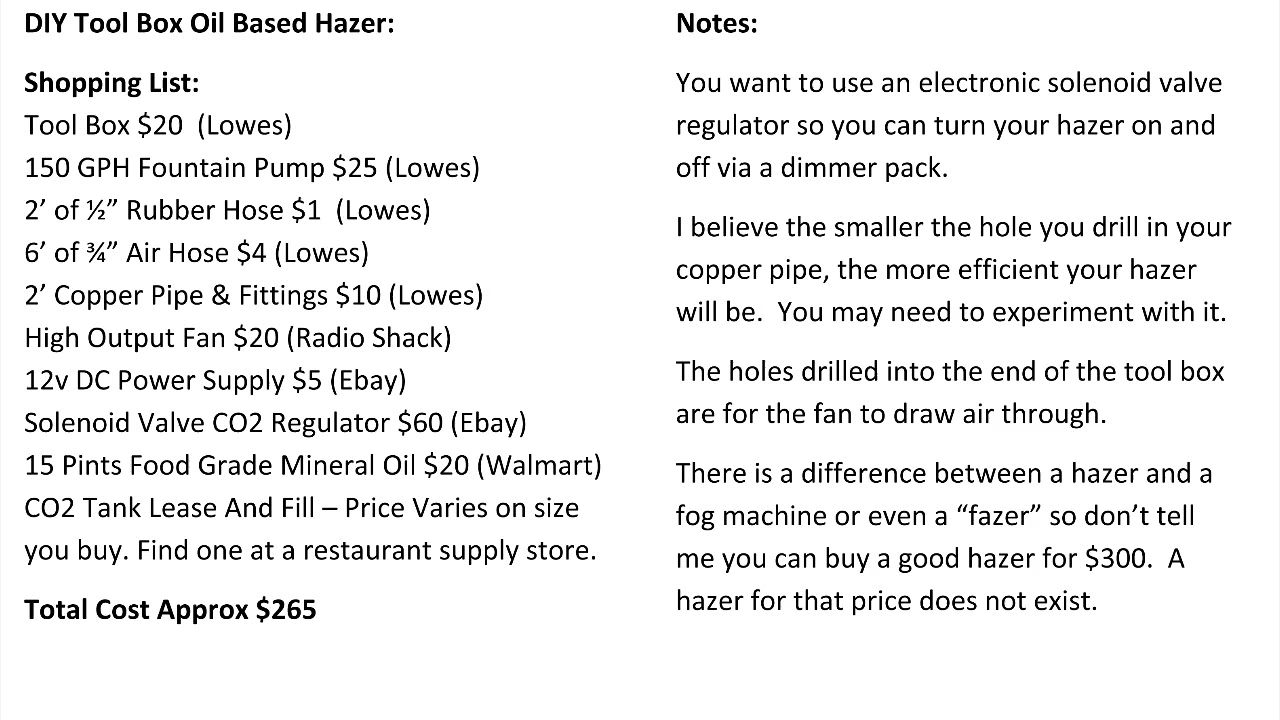 DIY Tool Box Oil Based Hazer:
Shopping List:
Tool Box $20  (Lowes)
150 GPH Fountain Pump $25 (Lowes)
2’ of ½” Rubber Hose $1  (Lowes)
6’ of ¾” Air Hose $4 (Lowes)
2’ Copper Pipe & Fittings $10 (Lowes)
High Output Fan $20 (Radio Shack)
12v DC Power Supply $5 (Ebay)
Solenoid Valve CO2 Regulator $60 (Ebay)
15 Pints Food Grade Mineral Oil $20 (Walmart)
CO2 Tank Lease And Fill – Price Varies on size
you buy. Find one at a restaurant supply store.
Total Cost Approx $265
Notes:
You want to use an electronic solenoid valve
regulator so you can turn your hazer on and
off via a dimmer pack.
I believe the smaller the hole you drill in your
copper pipe, the more efficient your hazer
will be.  You may need to experiment with it.
The holes drilled into the end of the tool box
are for the fan to draw air through.
There is a difference between a hazer and a
fog machine or even a “fazer” so don’t tell
me you can buy a good hazer for $300.  A
hazer for that price does not exist.